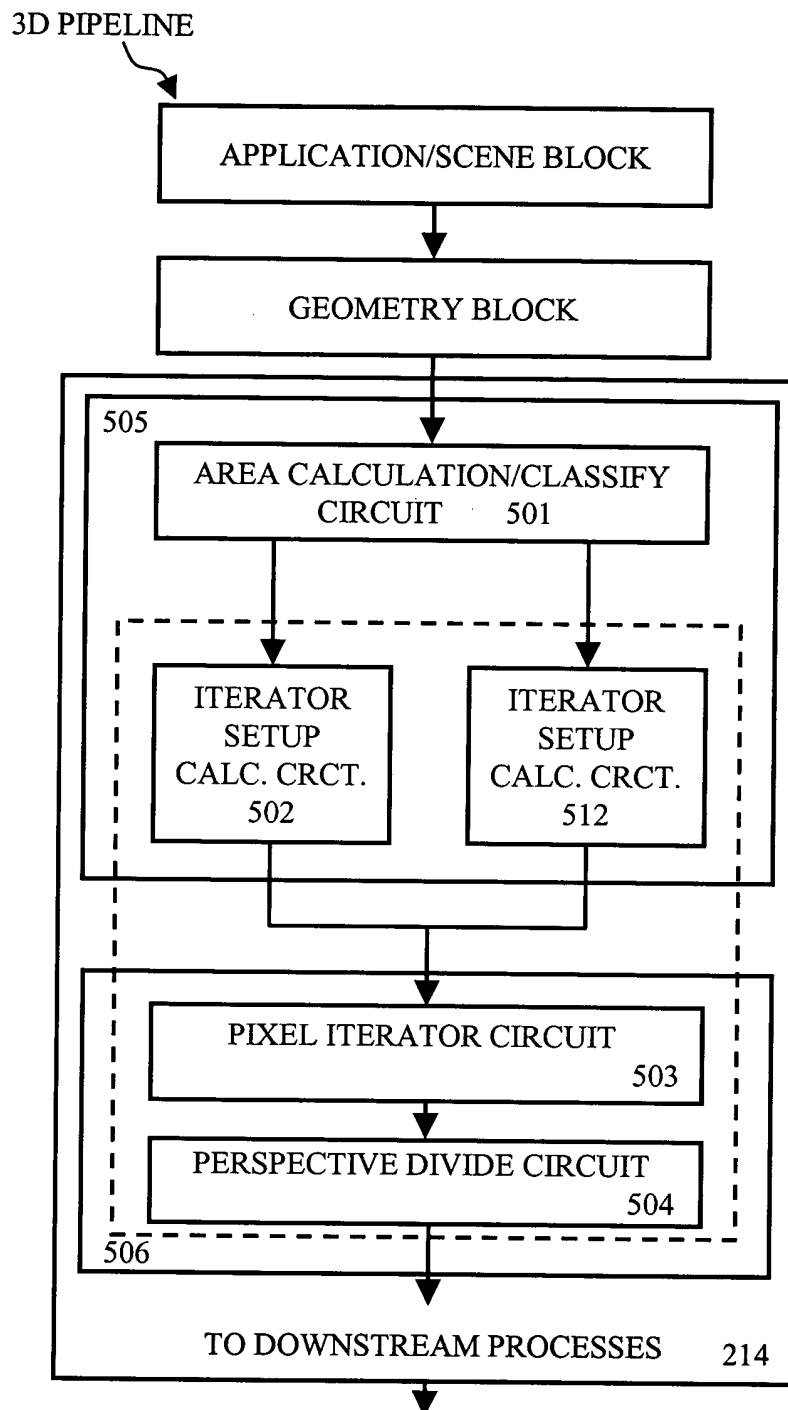 3D PIPELINE
APPLICATION/SCENE BLOCK
GEOMETRY BLOCK
505
AREA CALCULATION/CLASSIFY
CIRCUIT 501
ITERATOR
SETUP
CALC. CRCT.
502
ITERATOR
SETUP
CALC. CRCT.
512
PIXEL ITERATOR CIRCUIT
503
PERSPECTIVE DIVIDE CIRCUIT
504
506
TO DOWNSTREAM PROCESSES 214